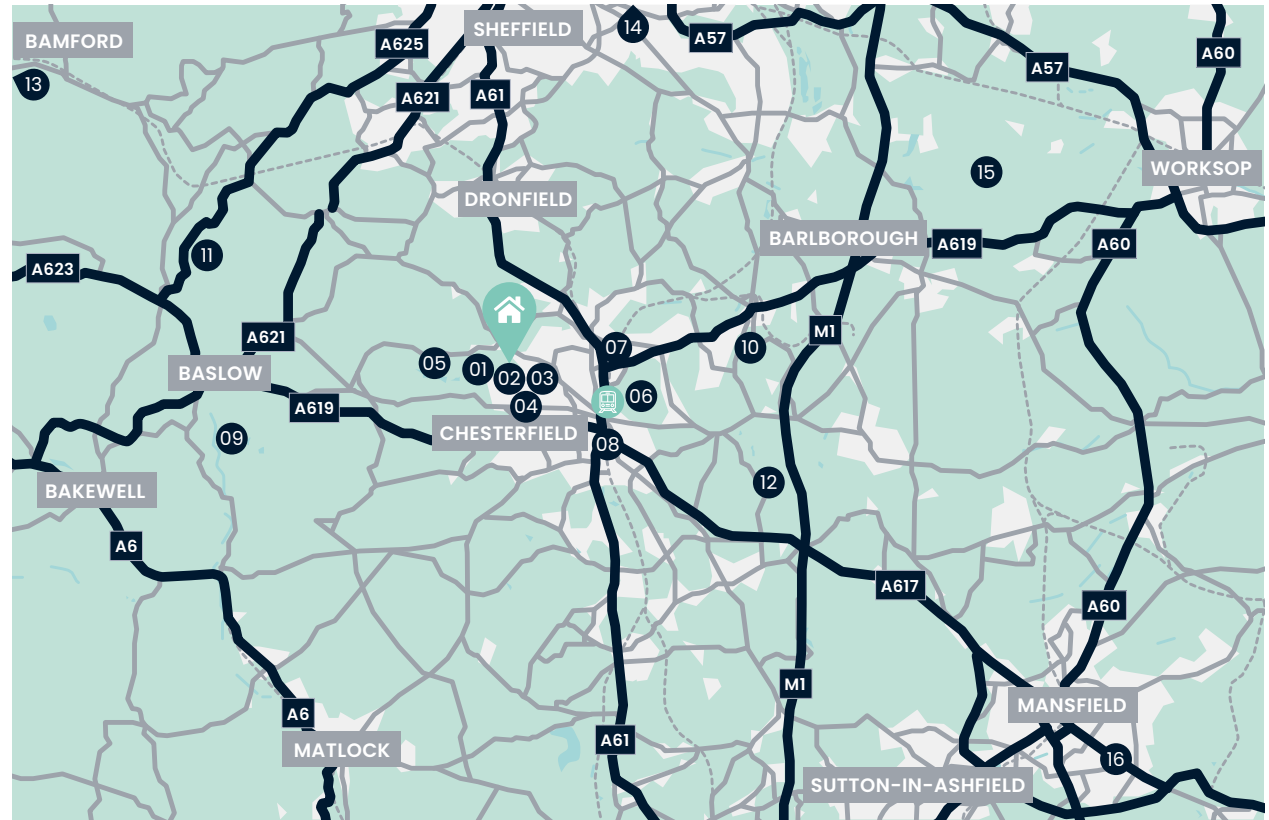 14
SHEFFIELD
A57
BAMFORD
A625
A60
A57
13
A621
A61
WORKSOP
15
DRONFIELD
BARLBOROUGH
A619
A60
11
A623
M1
A621
07
10
05
01
02
03
BASLOW
06
A619
04
CHESTERFIELD
09
08
12
BAKEWELL
A6
A617
A60
M1
MANSFIELD
A6
A61
MATLOCK
16
SUTTON-IN-ASHFIELD